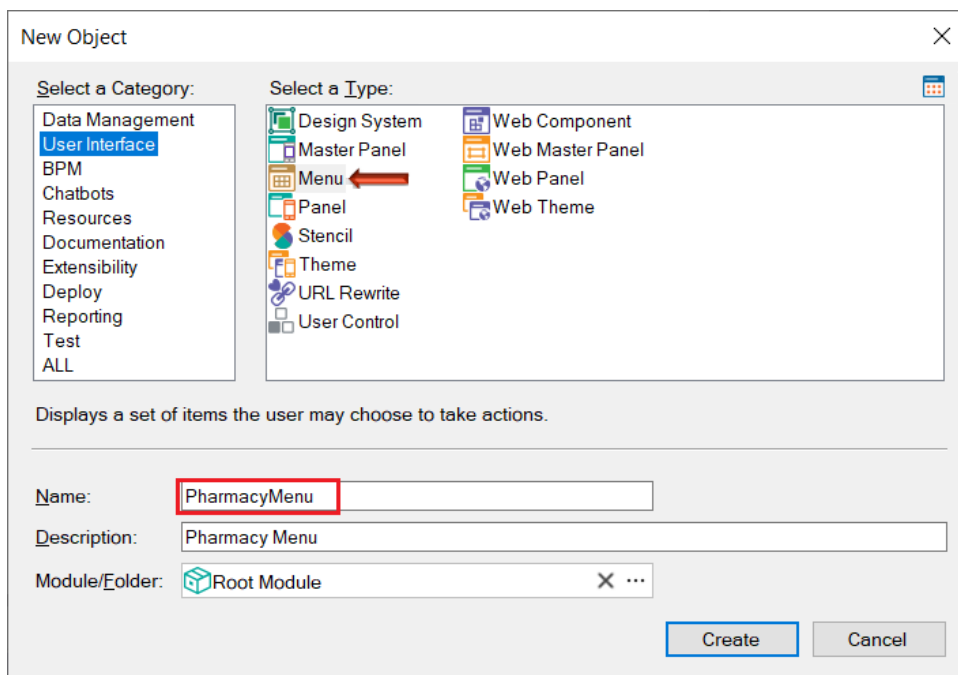 New Object
Select a Category:
Select a Type:
Data Management
User Interface
BPM
Chatbots
Resources
Documentation
Extensibility
Deploy
Reporting
Test
ALL
Design System
Master Panel
Menu
Panel
Stencil
Theme
URL Rewrite
User Control
Web Component
Web Master Panel
Web Panel
Web Theme
Displays a set of items the user may choose to take actions.
Name: PharmacyMenu
Description: Pharmacy Menu
Module/Folder: Root Module
Create Cancel